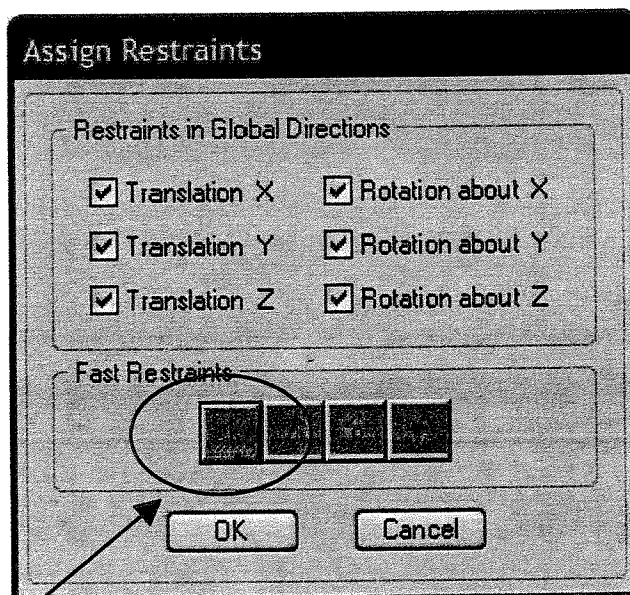 Assign Restraints
Restraints in Global Directions
Translation X
Rotation about X
Translation Y
Rotation about Y
Translation Z
Rotation about Z
Fast Restraints
OK
Cancel